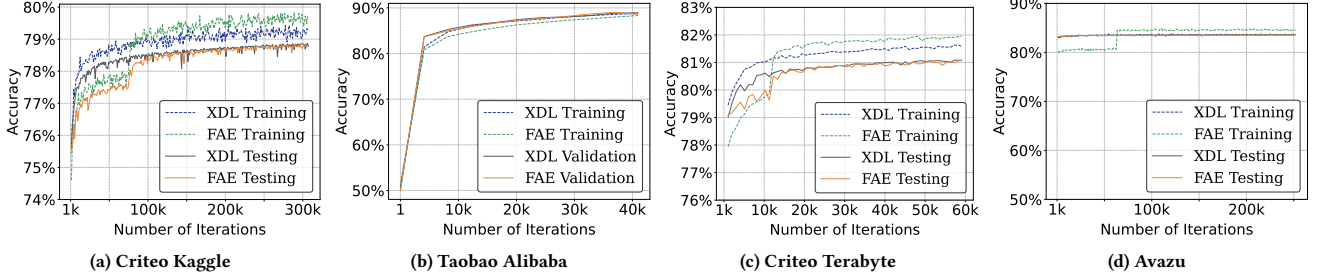 80%
79%
78%
77%
76%
75%
74%
Accuracy
XDL Training
FAE Training
XDL Testing
FAE Testing
1k 100k 200k 300k
Number of Iterations
(a) Criteo Kaggle
90%
80%
70%
60%
50%
Accuracy
XDL Training
FAE Training
XDL Validation
FAE Validation
1 10k 20k 30k 40k
Number of Iterations
(b) Taobao Alibaba
83%
82%
81%
80%
79%
78%
77%
76%
Accuracy
XDL Training
FAE Training
XDL Testing
FAE Testing
1k 10k 20k 30k 40k 50k 59k
Number of Iterations
(c) Criteo Terabyte
90%
80%
70%
60%
50%
Accuracy
XDL Training
FAE Training
XDL Testing
FAE Testing
1k 100k 200k
Number of Iterations
(d) Avazu